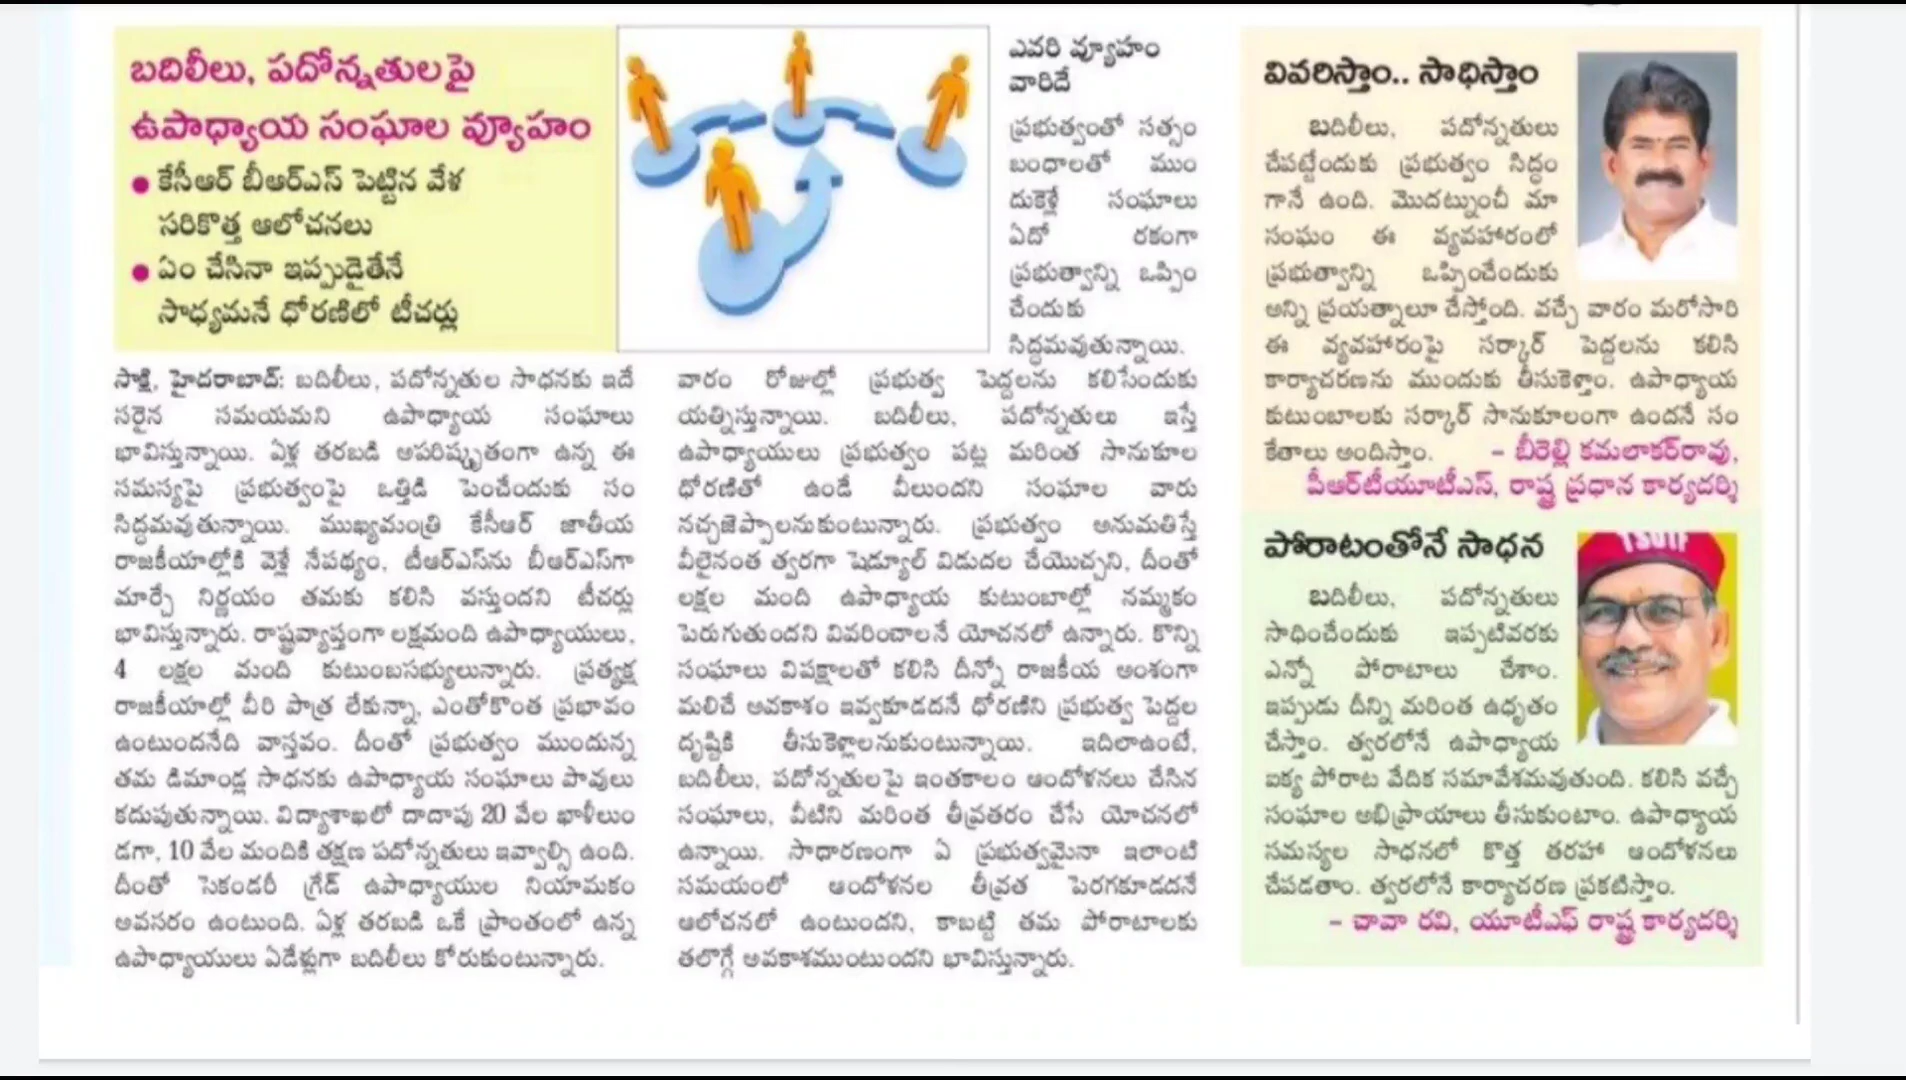 బదిలీలు, పదోన్నతులపై
ఉపాధ్యాయ సంఘాల వ్యూహం
● కేసీఆర్ బీఆర్ఎస్ పెట్టిన వేళ
సరికొత్త ఆలోచనలు
● ఏం చేసినా ఇప్పుడైతేనే
సాధ్యమనే ధోరణిలో టీచర్లు
సాక్షి, హైదరాబాద్: బదిలీలు, పదోన్నతుల సాధనకు ఇదే
సరైన సమయమని ఉపాధ్యాయ సంఘాలు
భావిస్తున్నాయి. ఏళ్ల తరబడి అపరిష్కృతంగా ఉన్న ఈ
సమస్యపై ప్రభుత్వంపై ఒత్తిడి పెంచేందుకు సం
సిద్ధమవుతున్నాయి. ముఖ్యమంత్రి కేసీఆర్ జాతీయ
రాజకీయాల్లోకి వెళ్లే నేపథ్యం, టీఆర్ఎస్‌ను బీఆర్ఎస్‌గా
మార్చే నిర్ణయం తమకు కలిసి వస్తుందని టీచర్లు
భావిస్తున్నారు. రాష్ట్రవ్యాప్తంగా లక్షమంది ఉపాధ్యాయులు,
4 లక్షల మంది కుటుంబసభ్యులున్నారు. ప్రత్యక్ష
రాజకీయాల్లో వీరి పాత్ర లేకున్నా, ఎంతోకొంత ప్రభావం
ఉంటుందనేది వాస్తవం. దీంతో ప్రభుత్వం ముందున్న
తమ డిమాండ్ల సాధనకు ఉపాధ్యాయ సంఘాలు పావులు
కదుపుతున్నాయి. విద్యాశాఖలో దాదాపు 20 వేల ఖాళీలుం
డగా, 10 వేల మందికి తక్షణ పదోన్నతులు ఇవ్వాల్సి ఉంది.
దీంతో సెకండరీ గ్రేడ్ ఉపాధ్యాయుల నియామకం
అవసరం ఉంటుంది. ఏళ్ల తరబడి ఒకే ప్రాంతంలో ఉన్న
ఉపాధ్యాయులు ఏడేళ్లుగా బదిలీలు కోరుకుంటున్నారు.
ఎవరి వ్యూహం
వారిదే
ప్రభుత్వంతో సత్సం
బంధాలతో ముం
దుకెళ్లే సంఘాలు
ఏదో రకంగా
ప్రభుత్వాన్ని ఒప్పిం
చేందుకు
సిద్ధమవుతున్నాయి.
వారం రోజుల్లో ప్రభుత్వ పెద్దలను కలిసేందుకు
యత్నిస్తున్నాయి. బదిలీలు, పదోన్నతులు ఇస్తే
ఉపాధ్యాయులు ప్రభుత్వం పట్ల మరింత సానుకూల
ధోరణితో ఉండే వీలుందని సంఘాల వారు
నచ్చజెప్పాలనుకుంటున్నారు. ప్రభుత్వం అనుమతిస్తే
వీలైనంత త్వరగా షెడ్యూల్ విడుదల చేయొచ్చని, దీంతో
లక్షల మంది ఉపాధ్యాయ కుటుంబాల్లో నమ్మకం
పెరుగుతుందని వివరించాలనే యోచనలో ఉన్నారు. కొన్ని
సంఘాలు విపక్షాలతో కలిసి దీన్నో రాజకీయ అంశంగా
మలిచే అవకాశం ఇవ్వకూడదనే ధోరణిని ప్రభుత్వ పెద్దల
దృష్టికి తీసుకెళ్లాలనుకుంటున్నాయి. ఇదిలాఉంటే,
బదిలీలు, పదోన్నతులపై ఇంతకాలం ఆందోళనలు చేసిన
సంఘాలు, వీటిని మరింత తీవ్రతరం చేసే యోచనలో
ఉన్నాయి. సాధారణంగా ఏ ప్రభుత్వమైనా ఇలాంటి
సమయంలో ఆందోళనల తీవ్రత పెరగకూడదనే
ఆలోచనలో ఉంటుందని, కాబట్టి తమ పోరాటాలకు
తలొగ్గే అవకాశముంటుందని భావిస్తున్నారు.
వివరిస్తాం.. సాధిస్తాం
బదిలీలు, పదోన్నతులు
చేపట్టేందుకు ప్రభుత్వం సిద్ధం
గానే ఉంది. మొదట్నుంచీ మా
సంఘం ఈ వ్యవహారంలో
ప్రభుత్వాన్ని ఒప్పించేందుకు
అన్ని ప్రయత్నాలూ చేస్తోంది. వచ్చే వారం మరోసారి
ఈ వ్యవహారంపై సర్కార్ పెద్దలను కలిసి
కార్యాచరణను ముందుకు తీసుకెళ్తాం. ఉపాధ్యాయ
కుటుంబాలకు సర్కార్ సానుకూలంగా ఉందనే సం
కేతాలు అందిస్తాం. – బీరెల్లి కమలాకర్‌రావు,
పీఆర్‌టీయూటీఎస్, రాష్ట్ర ప్రధాన కార్యదర్శి
పోరాటంతోనే సాధన
బదిలీలు, పదోన్నతులు
సాధించేందుకు ఇప్పటివరకు
ఎన్నో పోరాటాలు చేశాం.
ఇప్పుడు దీన్ని మరింత ఉధృతం
చేస్తాం. త్వరలోనే ఉపాధ్యాయ
ఐక్య పోరాట వేదిక సమావేశమవుతుంది. కలిసి వచ్చే
సంఘాల అభిప్రాయాలు తీసుకుంటాం. ఉపాధ్యాయ
సమస్యల సాధనలో కొత్త తరహా ఆందోళనలు
చేపడతాం. త్వరలోనే కార్యాచరణ ప్రకటిస్తాం.
– చావా రవి, యూటీఎఫ్ రాష్ట్ర కార్యదర్శి
TSUTF